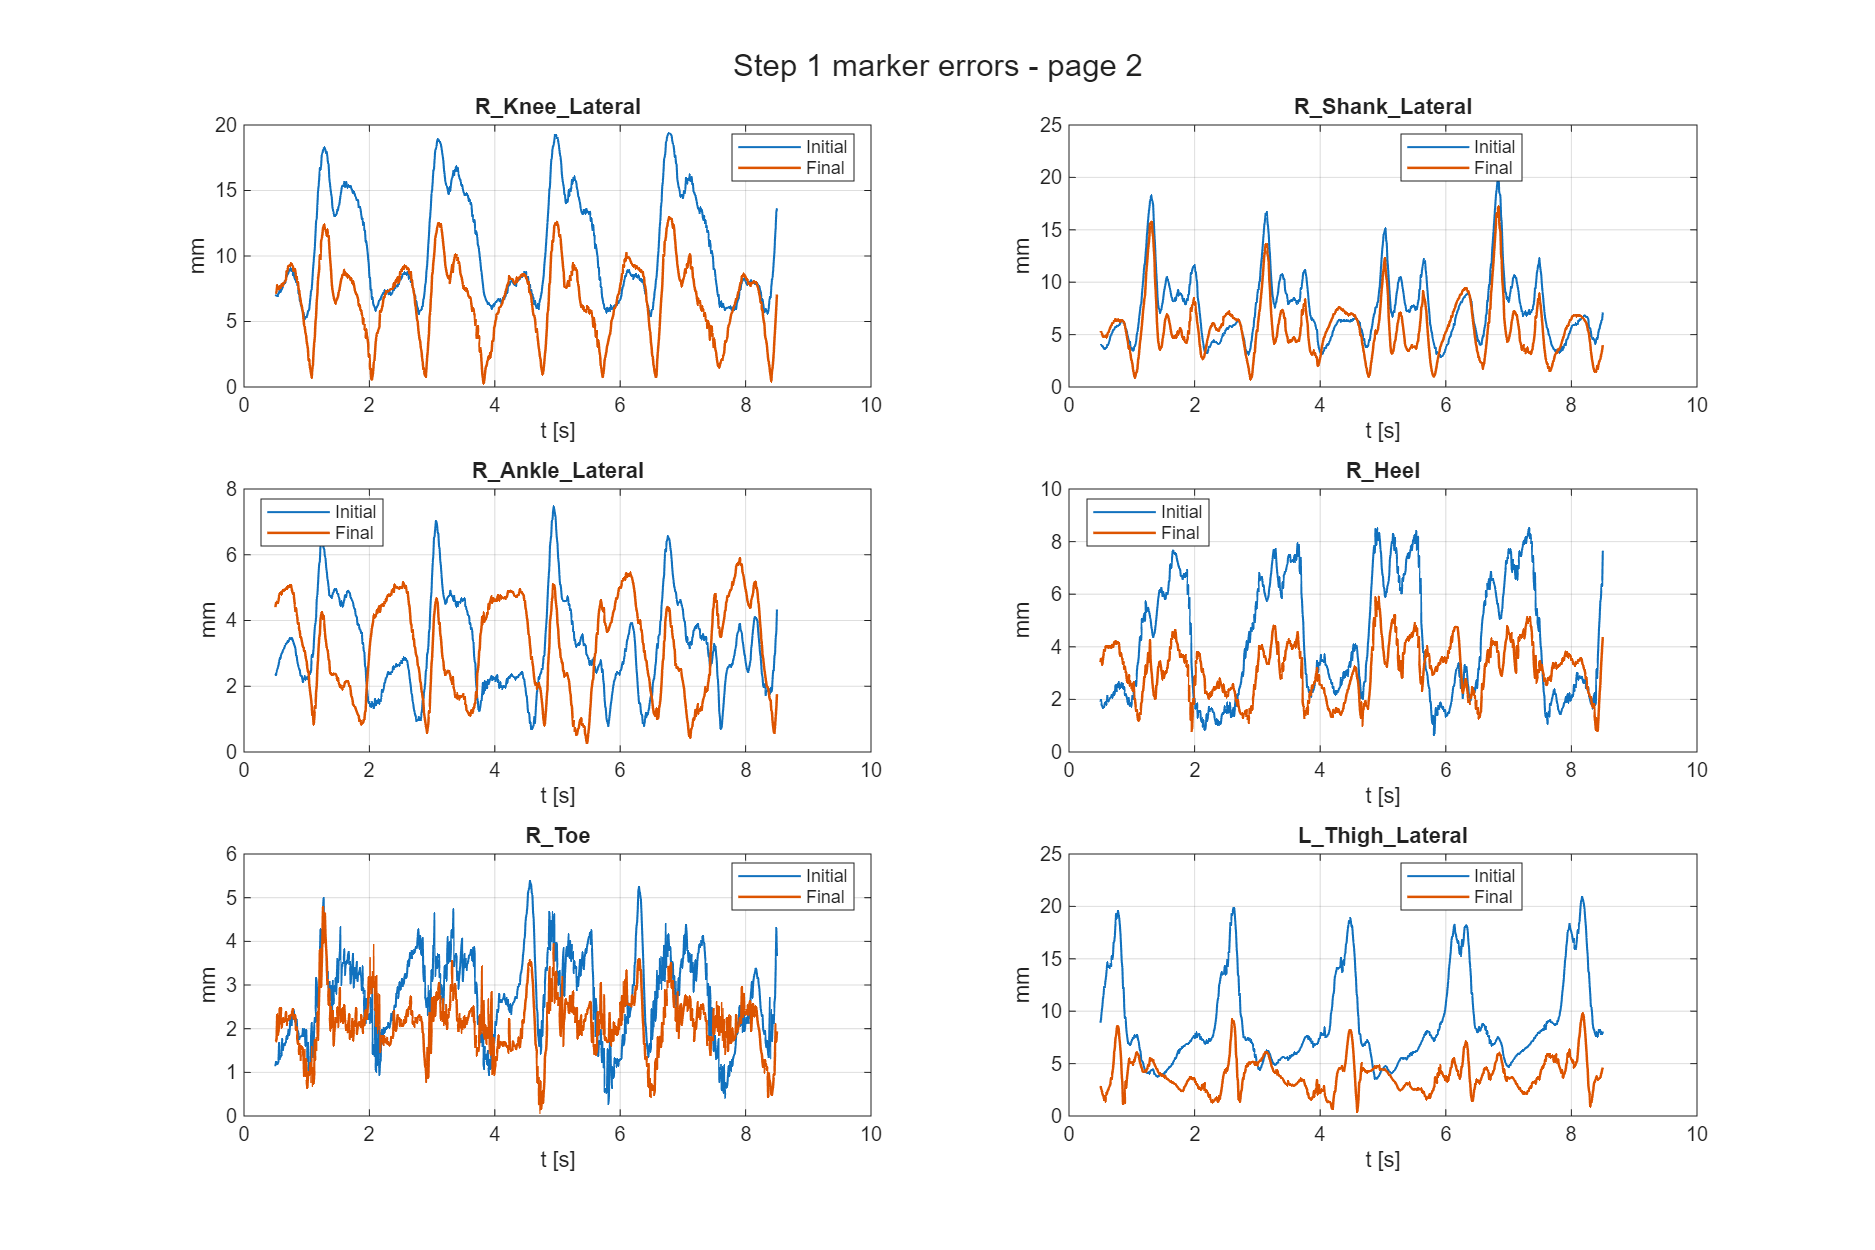 Step 1 marker errors - page 2
R_Knee_Lateral
20
15
10
5
0
mm
Initial
Final
0 2 4 6 8 10
t [s]
R_Shank_Lateral
25
20
15
10
5
0
mm
Initial
Final
0 2 4 6 8 10
t [s]
R_Ankle_Lateral
8
6
4
2
0
mm
Initial
Final
0 2 4 6 8 10
t [s]
R_Heel
10
8
6
4
2
0
mm
Initial
Final
0 2 4 6 8 10
t [s]
R_Toe
6
5
4
3
2
1
0
mm
Initial
Final
0 2 4 6 8 10
t [s]
L_Thigh_Lateral
25
20
15
10
5
0
mm
Initial
Final
0 2 4 6 8 10
t [s]